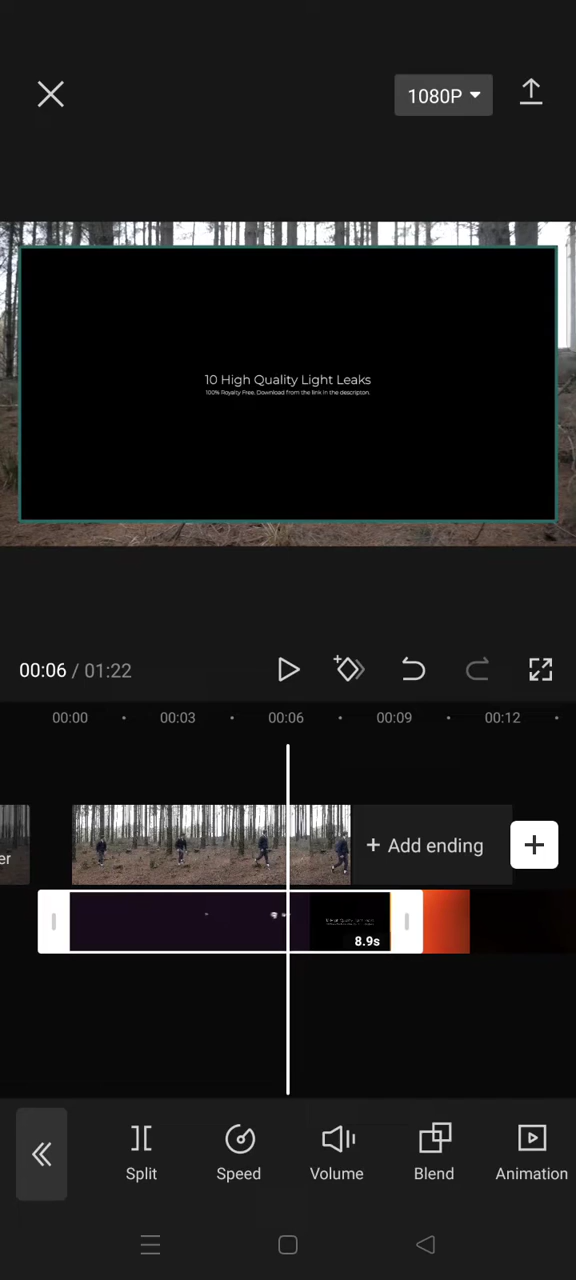 1080P
10 High Quality Light Leaks
100% Royalty Free. Download from the link in the descripton.
00:06 / 01:22
00:00 00:03 00:06 00:09 00:12
er
+ Add ending
8.9s
Split Speed Volume Blend Animation